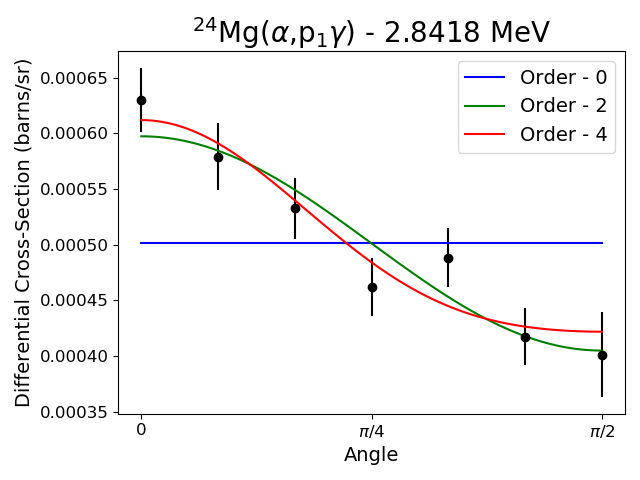 ²⁴Mg(α,p₁γ) - 2.8418 MeV
Differential Cross-Section (barns/sr)
0.00065
0.00060
0.00055
0.00050
0.00045
0.00040
0.00035
Order - 0
Order - 2
Order - 4
0
π/4
π/2
Angle